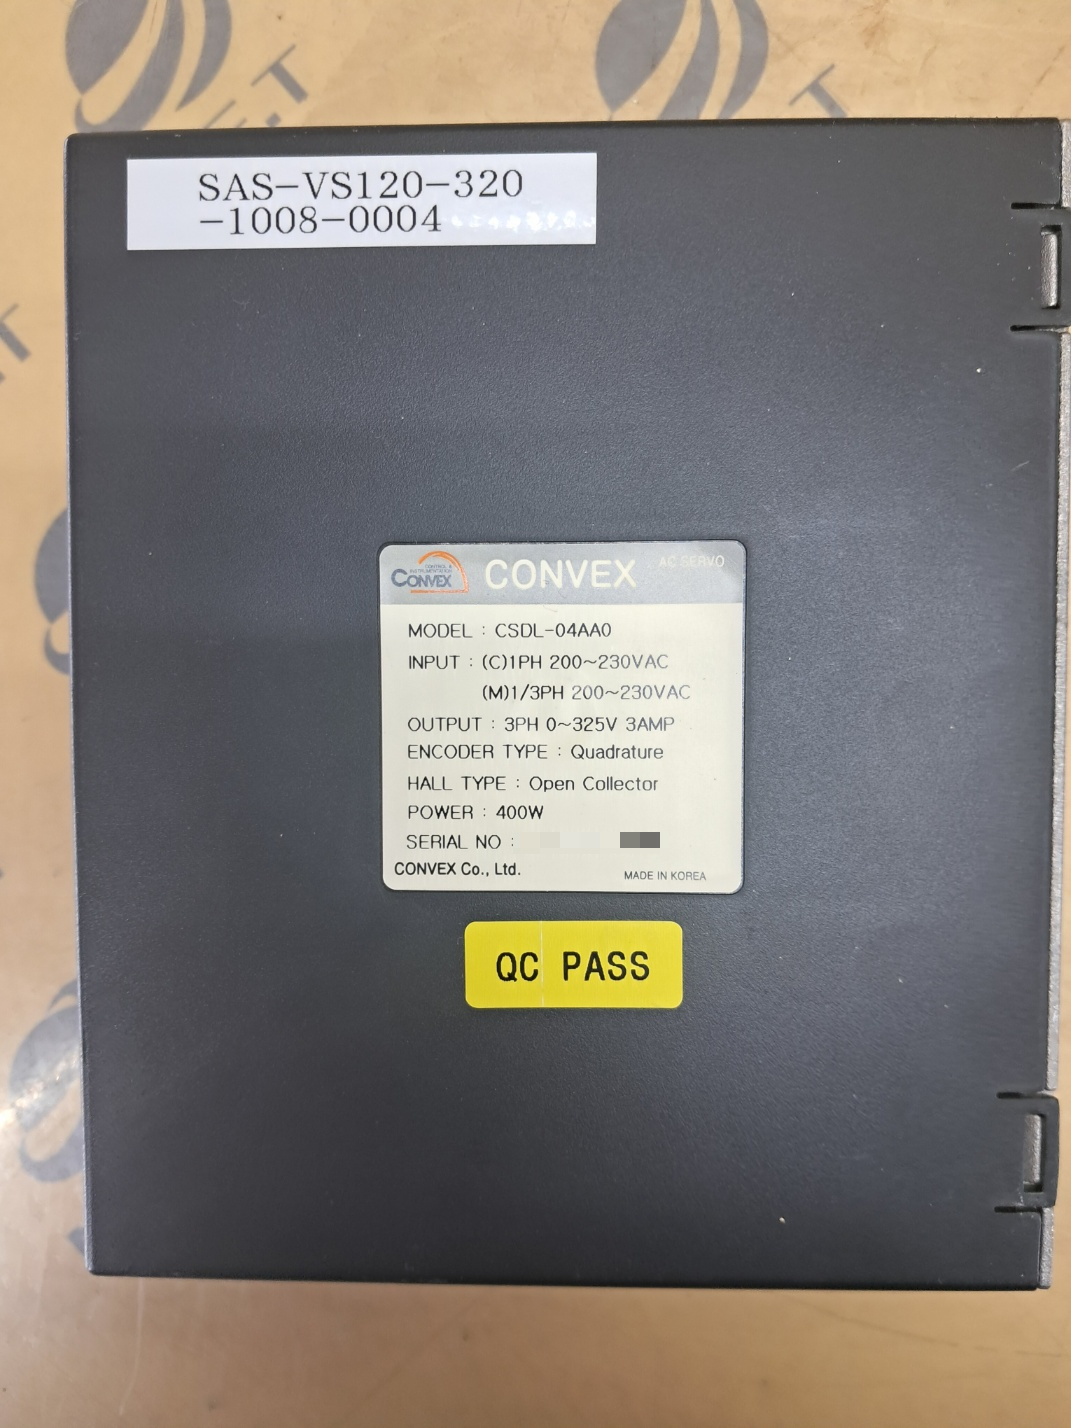 SAS-VS120-320
-1008-0004
CONTROL &
INSTRUMENTATION
CONVEX
CONVEX
AC SERVO
MODEL : CSDL-04AA0
INPUT : (C)1PH 200~230VAC
(M)1/3PH 200~230VAC
OUTPUT : 3PH 0~325V 3AMP
ENCODER TYPE : Quadrature
HALL TYPE : Open Collector
POWER : 400W
SERIAL NO :
CONVEX Co., Ltd.
MADE IN KOREA
QC PASS